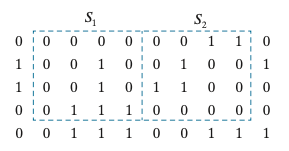 S₁ S₂
0 0 0 0 0 0 0 1 1 0
1 0 0 1 0 0 1 0 0 1
1 0 0 1 0 1 1 0 0 0
0 0 1 1 1 0 0 0 0 0
0 0 1 1 1 0 0 1 1 1